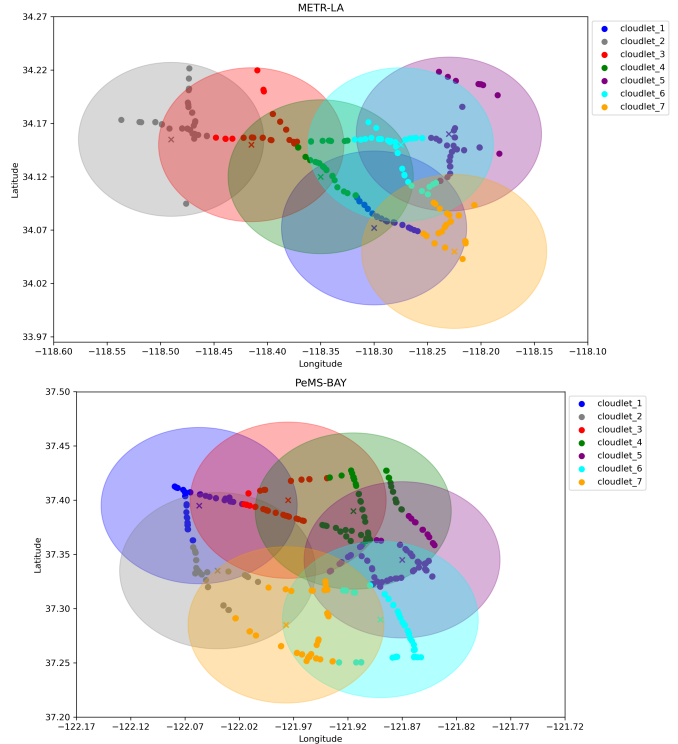 METR-LA
34.27
34.22
34.17
34.12
34.07
34.02
33.97
Latitude
−118.60 −118.55 −118.50 −118.45 −118.40 −118.35 −118.30 −118.25 −118.20 −118.15 −118.10
Longitude
cloudlet_1
cloudlet_2
cloudlet_3
cloudlet_4
cloudlet_5
cloudlet_6
cloudlet_7
PeMS-BAY
37.50
37.45
37.40
37.35
37.30
37.25
37.20
Latitude
−122.17 −122.12 −122.07 −122.02 −121.97 −121.92 −121.87 −121.82 −121.77 −121.72
Longitude
cloudlet_1
cloudlet_2
cloudlet_3
cloudlet_4
cloudlet_5
cloudlet_6
cloudlet_7